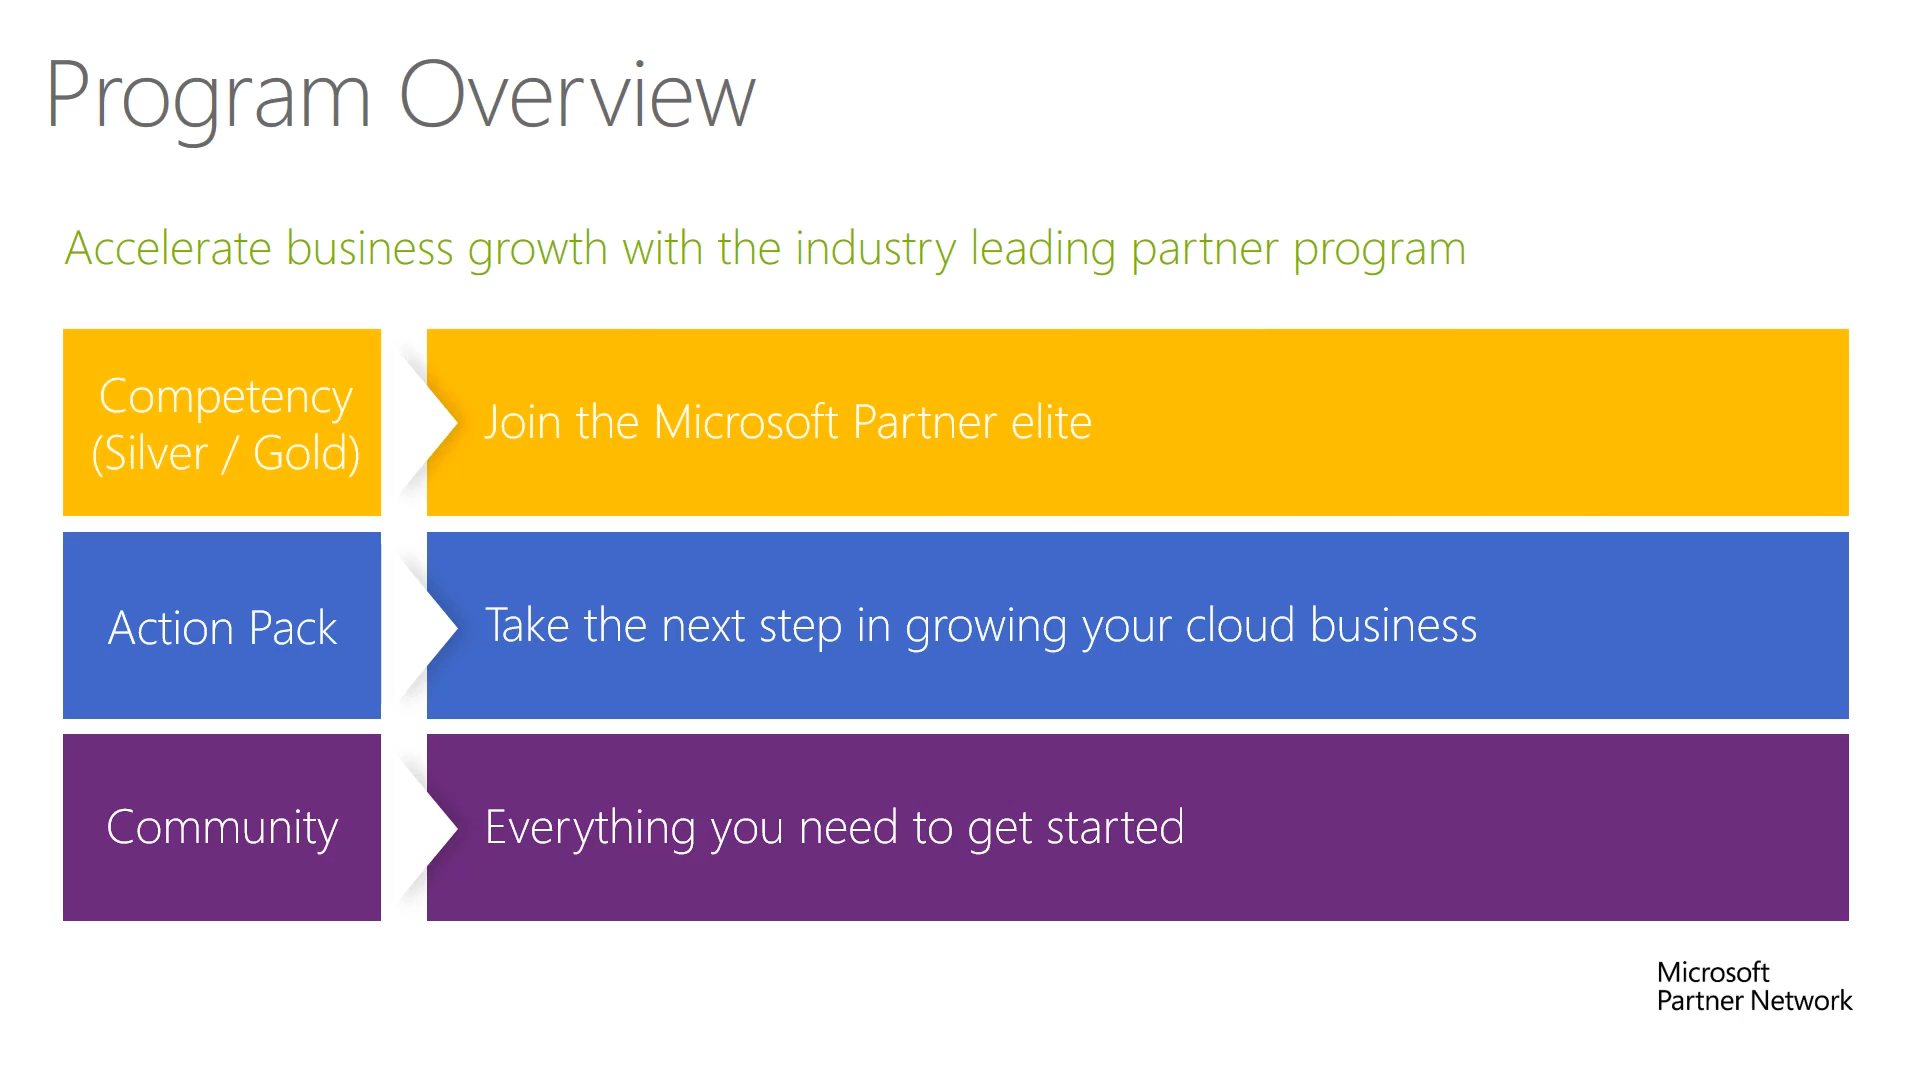 Program Overview
Accelerate business growth with the industry leading partner program
Competency
(Silver / Gold)
Join the Microsoft Partner elite
Action Pack
Take the next step in growing your cloud business
Community
Everything you need to get started
Microsoft
Partner Network